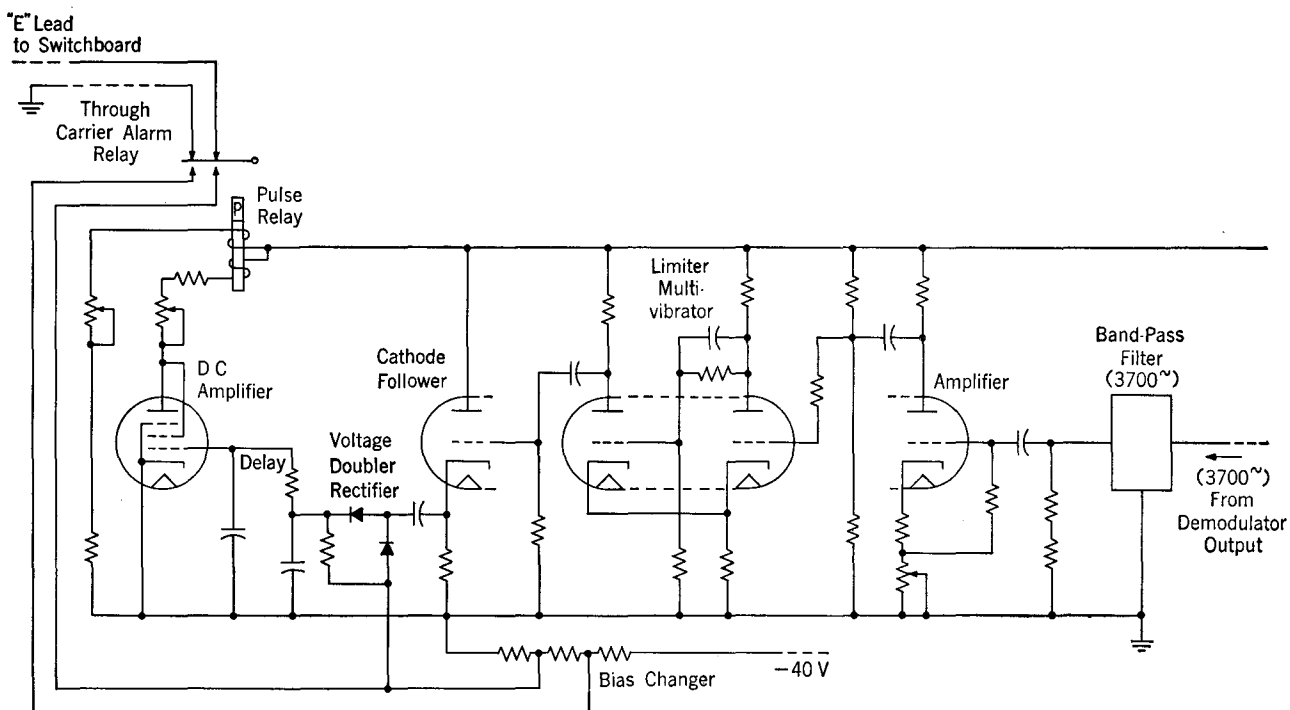 "E" Lead
to Switchboard
Through
Carrier Alarm
Relay
P
Pulse
Relay
Limiter
Multi-
vibrator
Band-Pass
Filter
(3700~)
Cathode
Follower
DC
Amplifier
Amplifier
Voltage
Doubler
Rectifier
Delay
(3700~)
From
Demodulator
Output
-40 V
Bias Changer